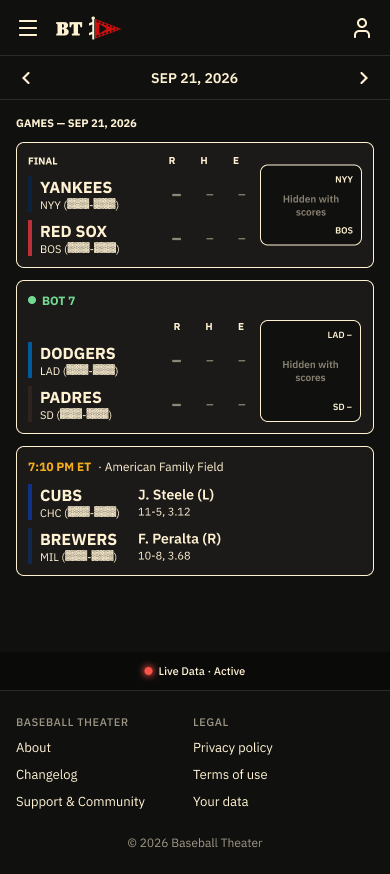 BT
SEP 21, 2026
GAMES — SEP 21, 2026
FINAL R H E
YANKEES – – –
NYY (▒▒▒-▒▒▒)
RED SOX – – –
BOS (▒▒▒-▒▒▒)
NYY
Hidden with
scores
BOS
BOT 7
R H E
DODGERS – – –
LAD (▒▒▒-▒▒▒)
PADRES – – –
SD (▒▒▒-▒▒▒)
LAD –
Hidden with
scores
SD –
7:10 PM ET · American Family Field
CUBS J. Steele (L)
CHC (▒▒▒-▒▒▒) 11-5, 3.12
BREWERS F. Peralta (R)
MIL (▒▒▒-▒▒▒) 10-8, 3.68
Live Data · Active
BASEBALL THEATER LEGAL
About Privacy policy
Changelog Terms of use
Support & Community Your data
© 2026 Baseball Theater